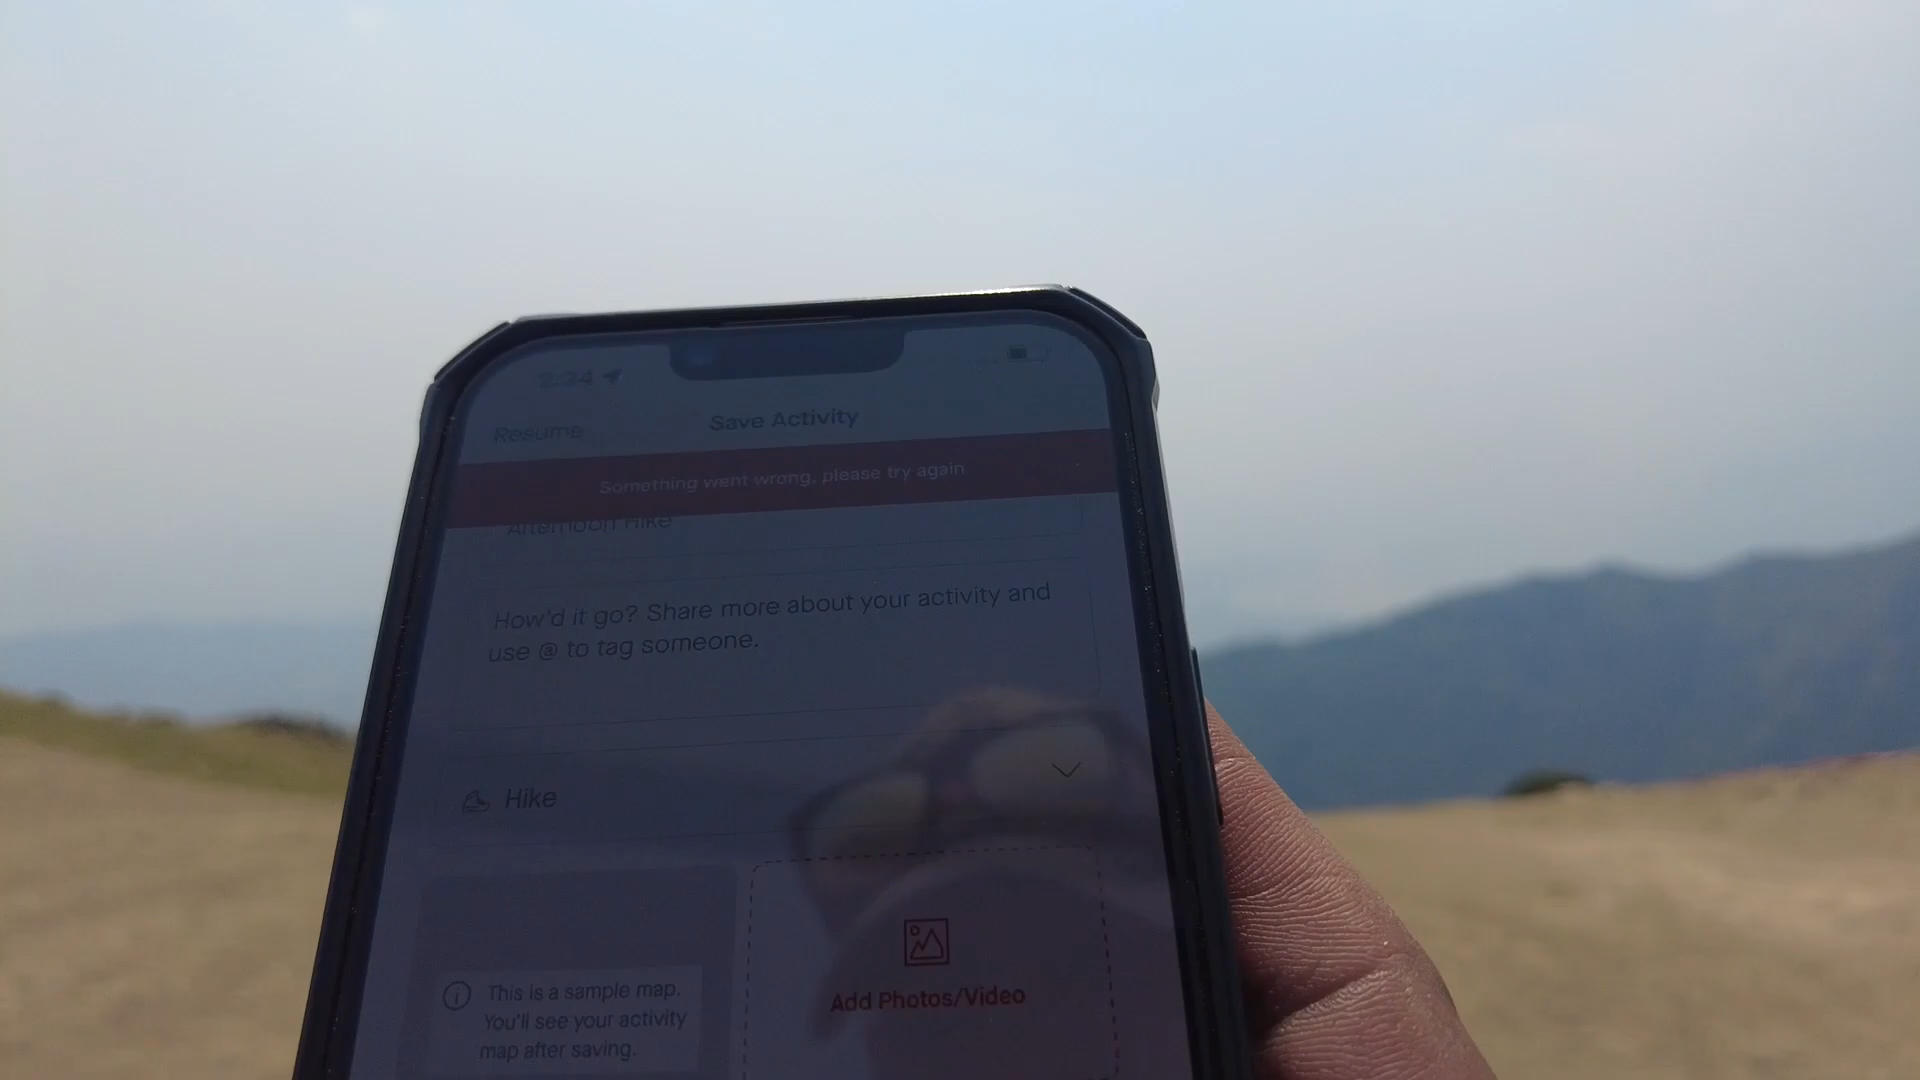 2:34
Resume
Save Activity
Something went wrong, please try again
Afternoon Hike
How'd it go? Share more about your activity and
use @ to tag someone.
Hike
This is a sample map.
You'll see your activity
map after saving.
Add Photos/Video